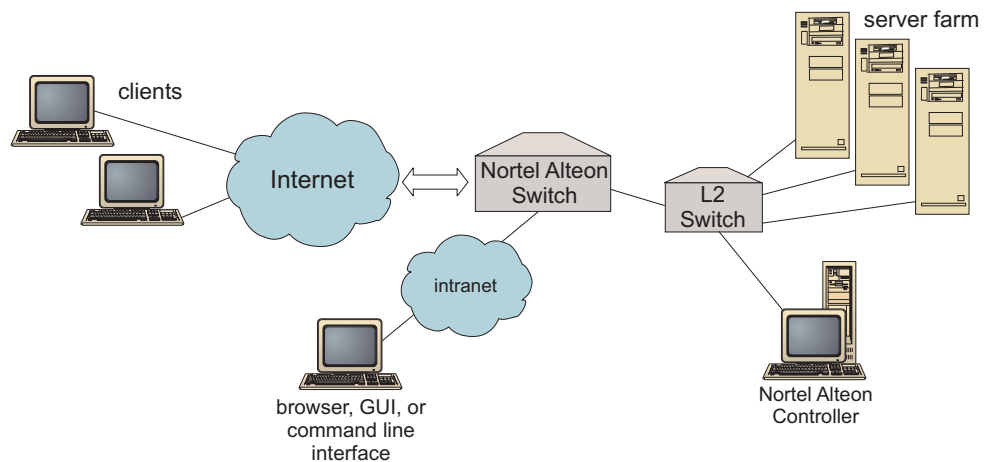 server farm
clients
Internet
Nortel Alteon
Switch
L2
Switch
intranet
browser, GUI, or
command line
interface
Nortel Alteon
Controller